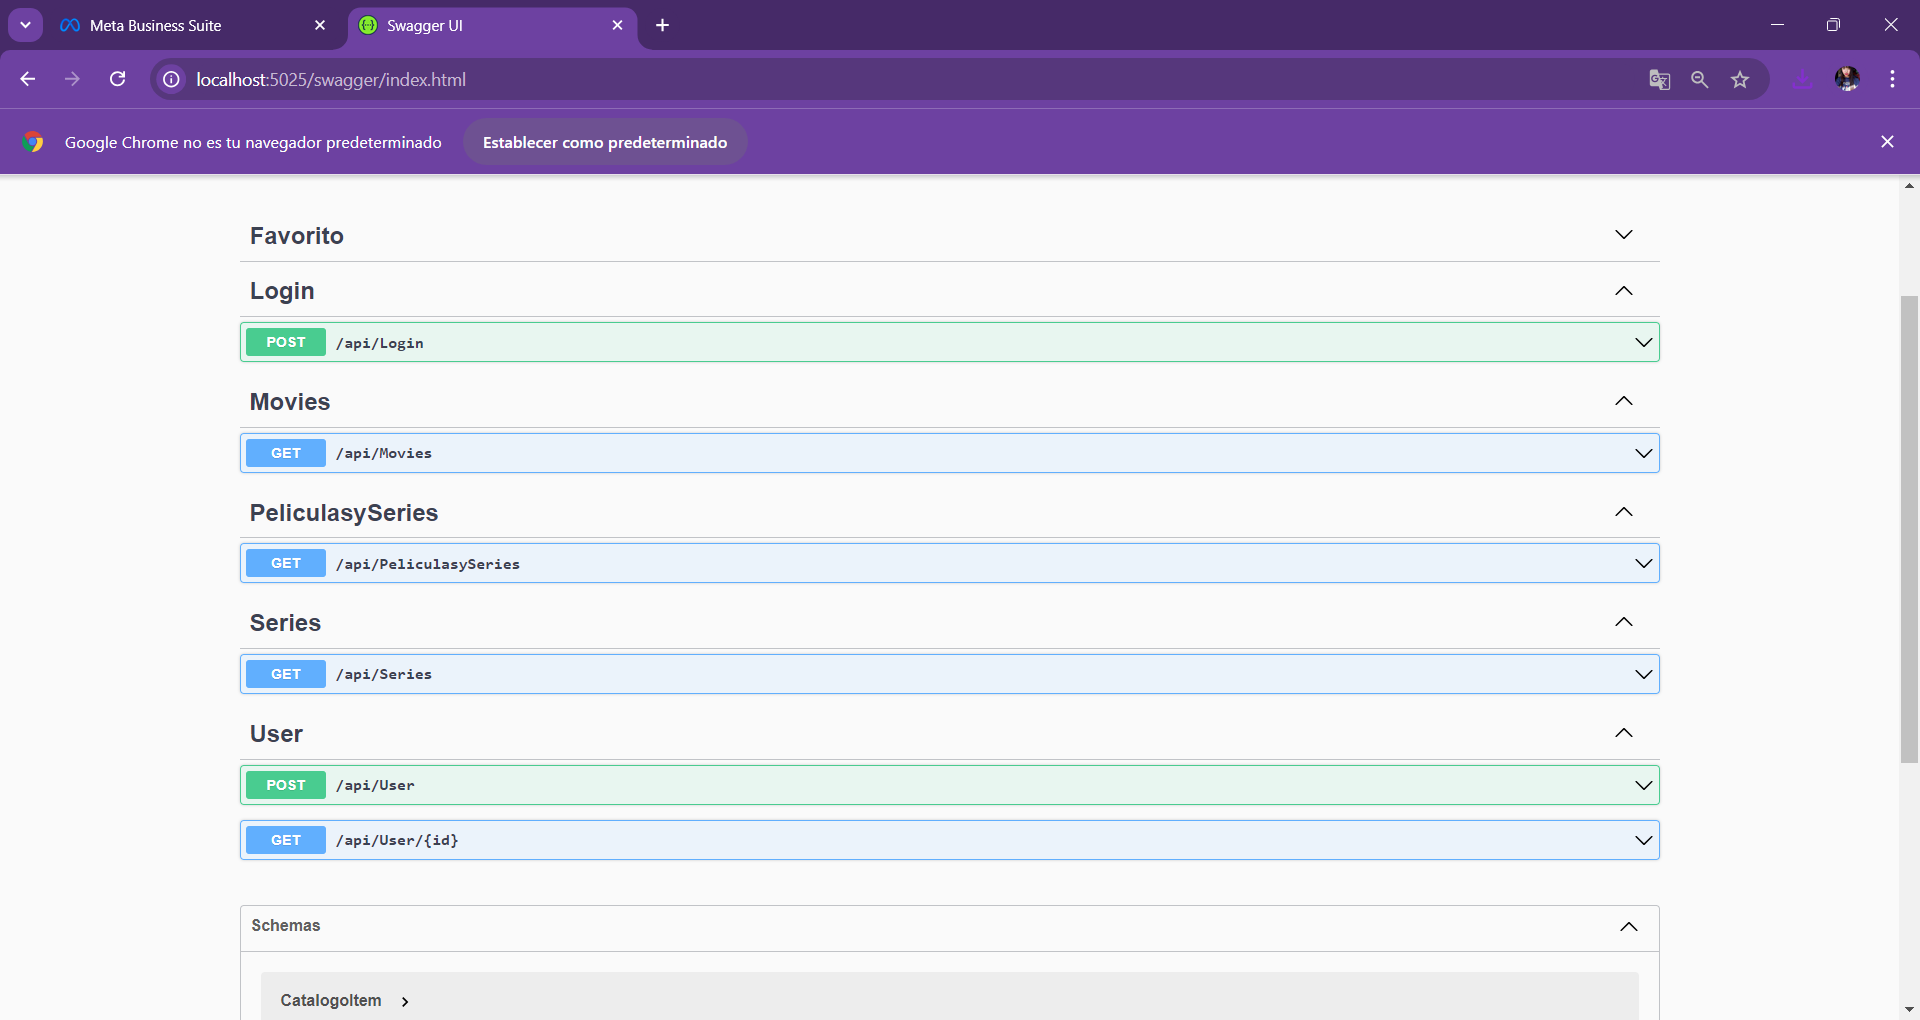 Meta Business Suite
Swagger UI
localhost:5025/swagger/index.html
Google Chrome no es tu navegador predeterminado
Establecer como predeterminado
Favorito
Login
POST /api/Login
Movies
GET /api/Movies
PeliculasySeries
GET /api/PeliculasySeries
Series
GET /api/Series
User
POST /api/User
GET /api/User/{id}
Schemas
CatalogoItem